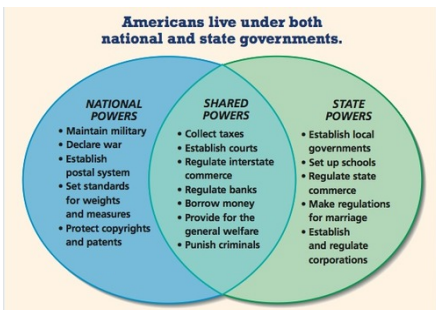 Americans live under both
national and state governments.
NATIONAL
POWERS
• Maintain military
• Declare war
• Establish
postal system
• Set standards
for weights
and measures
• Protect copyrights
and patents
SHARED
POWERS
• Collect taxes
• Establish courts
• Regulate interstate
commerce
• Regulate banks
• Borrow money
• Provide for the
general welfare
• Punish criminals
STATE
POWERS
• Establish local
governments
• Set up schools
• Regulate state
commerce
• Make regulations
for marriage
• Establish
and regulate
corporations